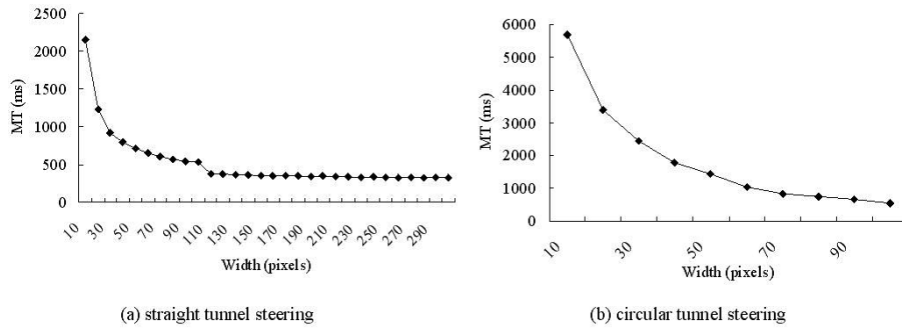 2500
2000
1500
1000
500
0
MT (ms)
10 30 50 70 90 110 130 150 170 190 210 230 250 270 290
Width (pixels)
(a) straight tunnel steering
6000
5000
4000
3000
2000
1000
0
MT (ms)
10 30 50 70 90
Width (pixels)
(b) circular tunnel steering